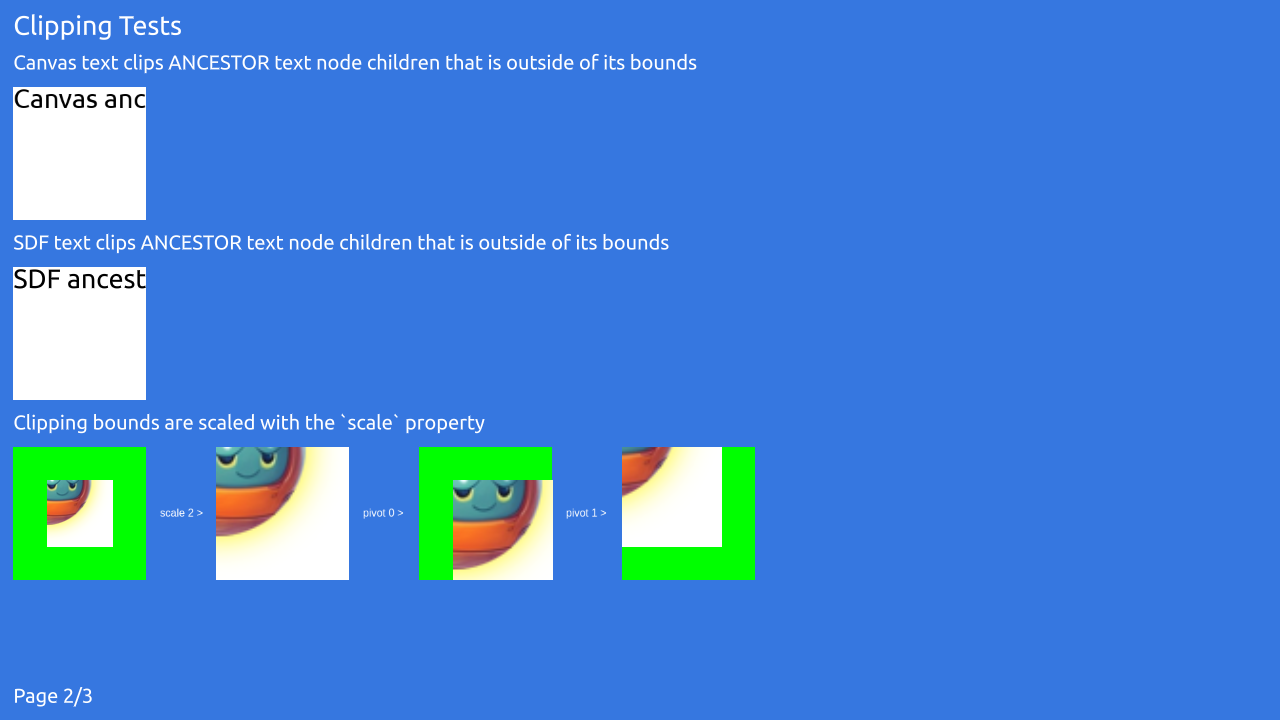 Clipping Tests
Canvas text clips ANCESTOR text node children that is outside of its bounds
Canvas anc
SDF text clips ANCESTOR text node children that is outside of its bounds
SDF ancest
Clipping bounds are scaled with the `scale` property
scale 2 >
pivot 0 >
pivot 1 >
Page 2/3